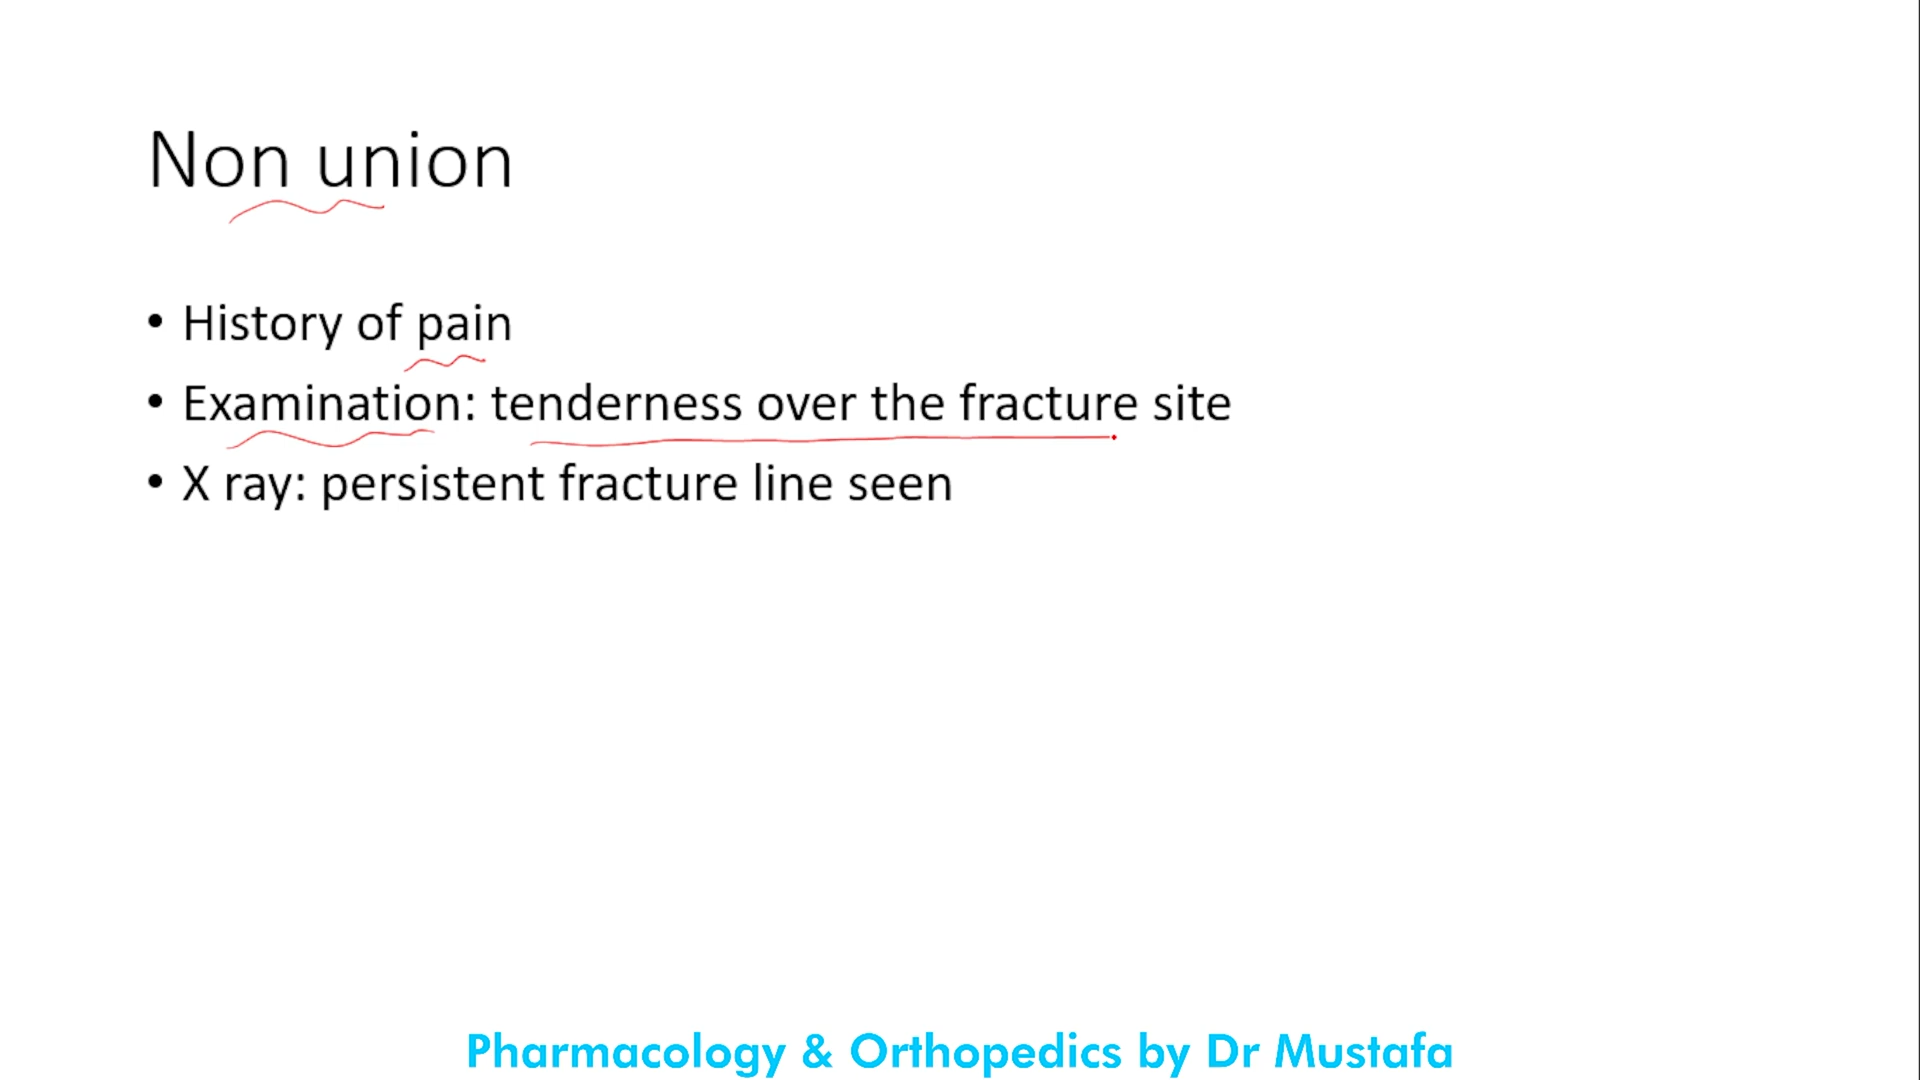 Non union
• History of pain
• Examination: tenderness over the fracture site
• X ray: persistent fracture line seen
Pharmacology & Orthopedics by Dr Mustafa